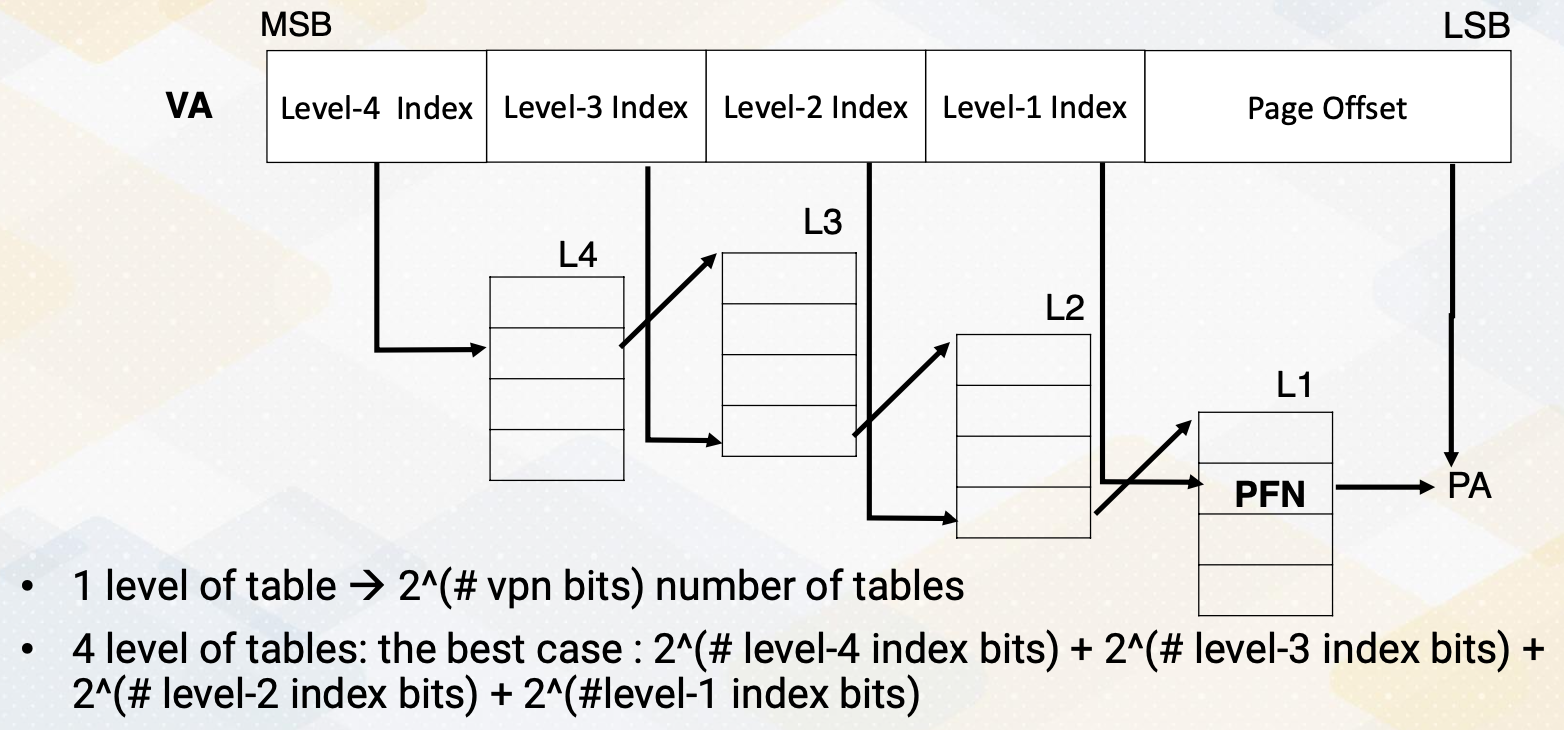 MSB
LSB
VA
Level-4  Index
Level-3 Index
Level-2 Index
Level-1 Index
Page Offset
L4
L3
L2
L1
PFN
PA
• 1 level of table → 2^(# vpn bits) number of tables
• 4 level of tables: the best case : 2^(# level-4 index bits) + 2^(# level-3 index bits) +
2^(# level-2 index bits) + 2^(#level-1 index bits)